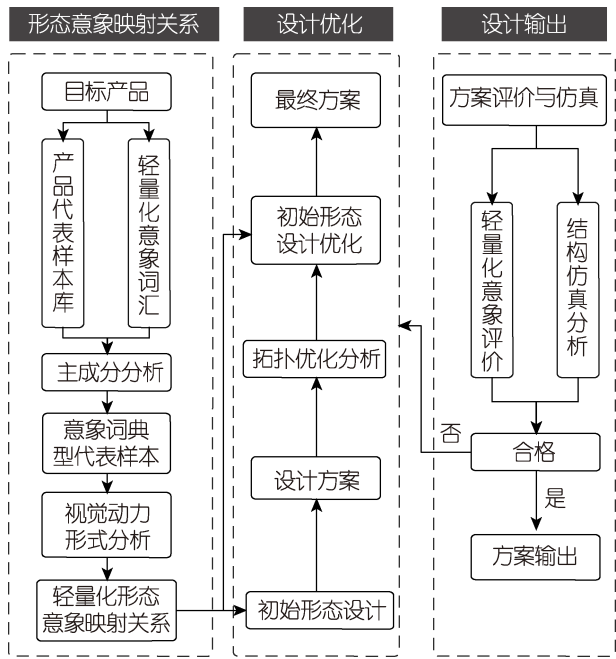 形态意象映射关系
目标产品
产品代表样本库
轻量化意象词汇
主成分分析
意象词典
型代表样本
视觉动力
形式分析
轻量化形态
意象映射关系
设计优化
最终方案
初始形态
设计优化
拓扑优化分析
设计方案
初始形态设计
设计输出
方案评价与仿真
轻量化意象评价
结构仿真分析
否
合格
是
方案输出